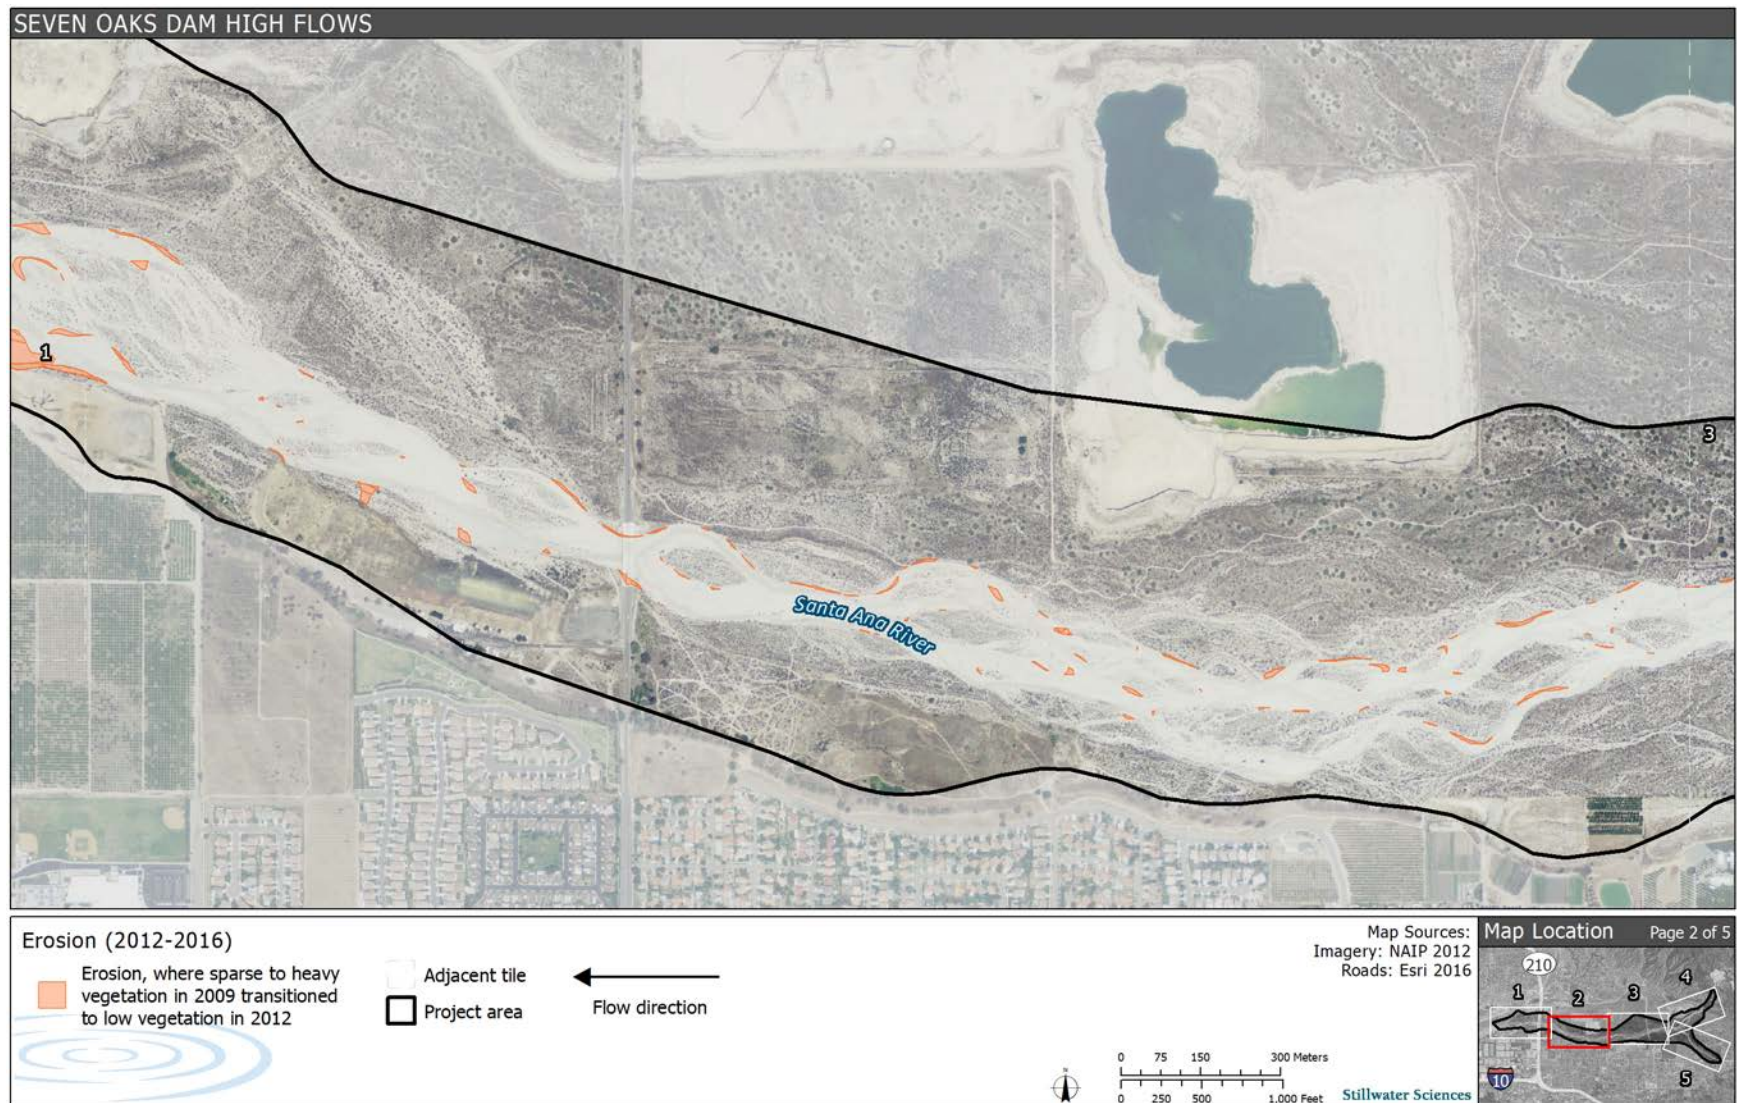 SEVEN OAKS DAM HIGH FLOWS
1
3
Santa Ana River
Erosion (2012-2016)
Erosion, where sparse to heavy
vegetation in 2009 transitioned
to low vegetation in 2012
Adjacent tile
Project area
Flow direction
Map Sources:
Imagery: NAIP 2012
Roads: Esri 2016
N
0 75 150 300 Meters
0 250 500 1,000 Feet
Stillwater Sciences
Map Location Page 2 of 5
210
1
2
3
4
5
10